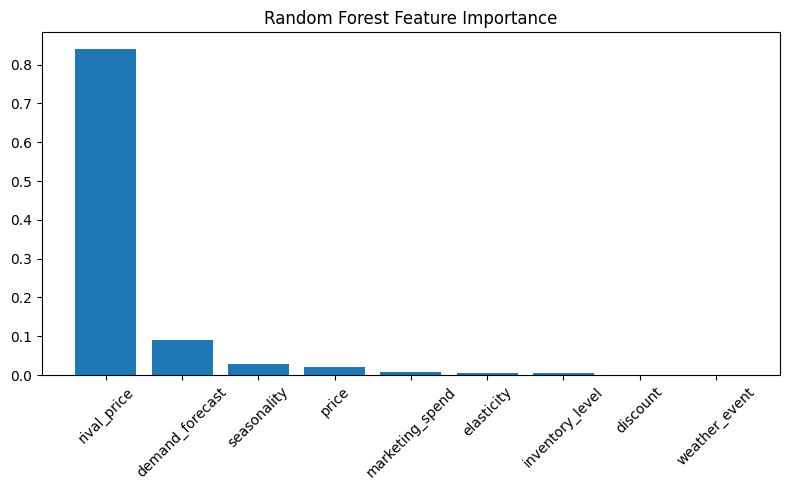 Random Forest Feature Importance
0.8
0.7
0.6
0.5
0.4
0.3
0.2
0.1
0.0
rival_price
demand_forecast
seasonality
price
marketing_spend
elasticity
inventory_level
discount
weather_event